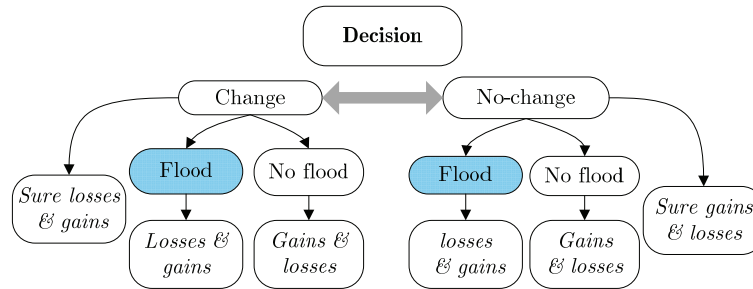 Decision
Change
No-change
Flood
No flood
Flood
No flood
Sure losses
& gains
Losses &
gains
Gains &
losses
losses
& gains
Gains
& losses
Sure gains
& losses